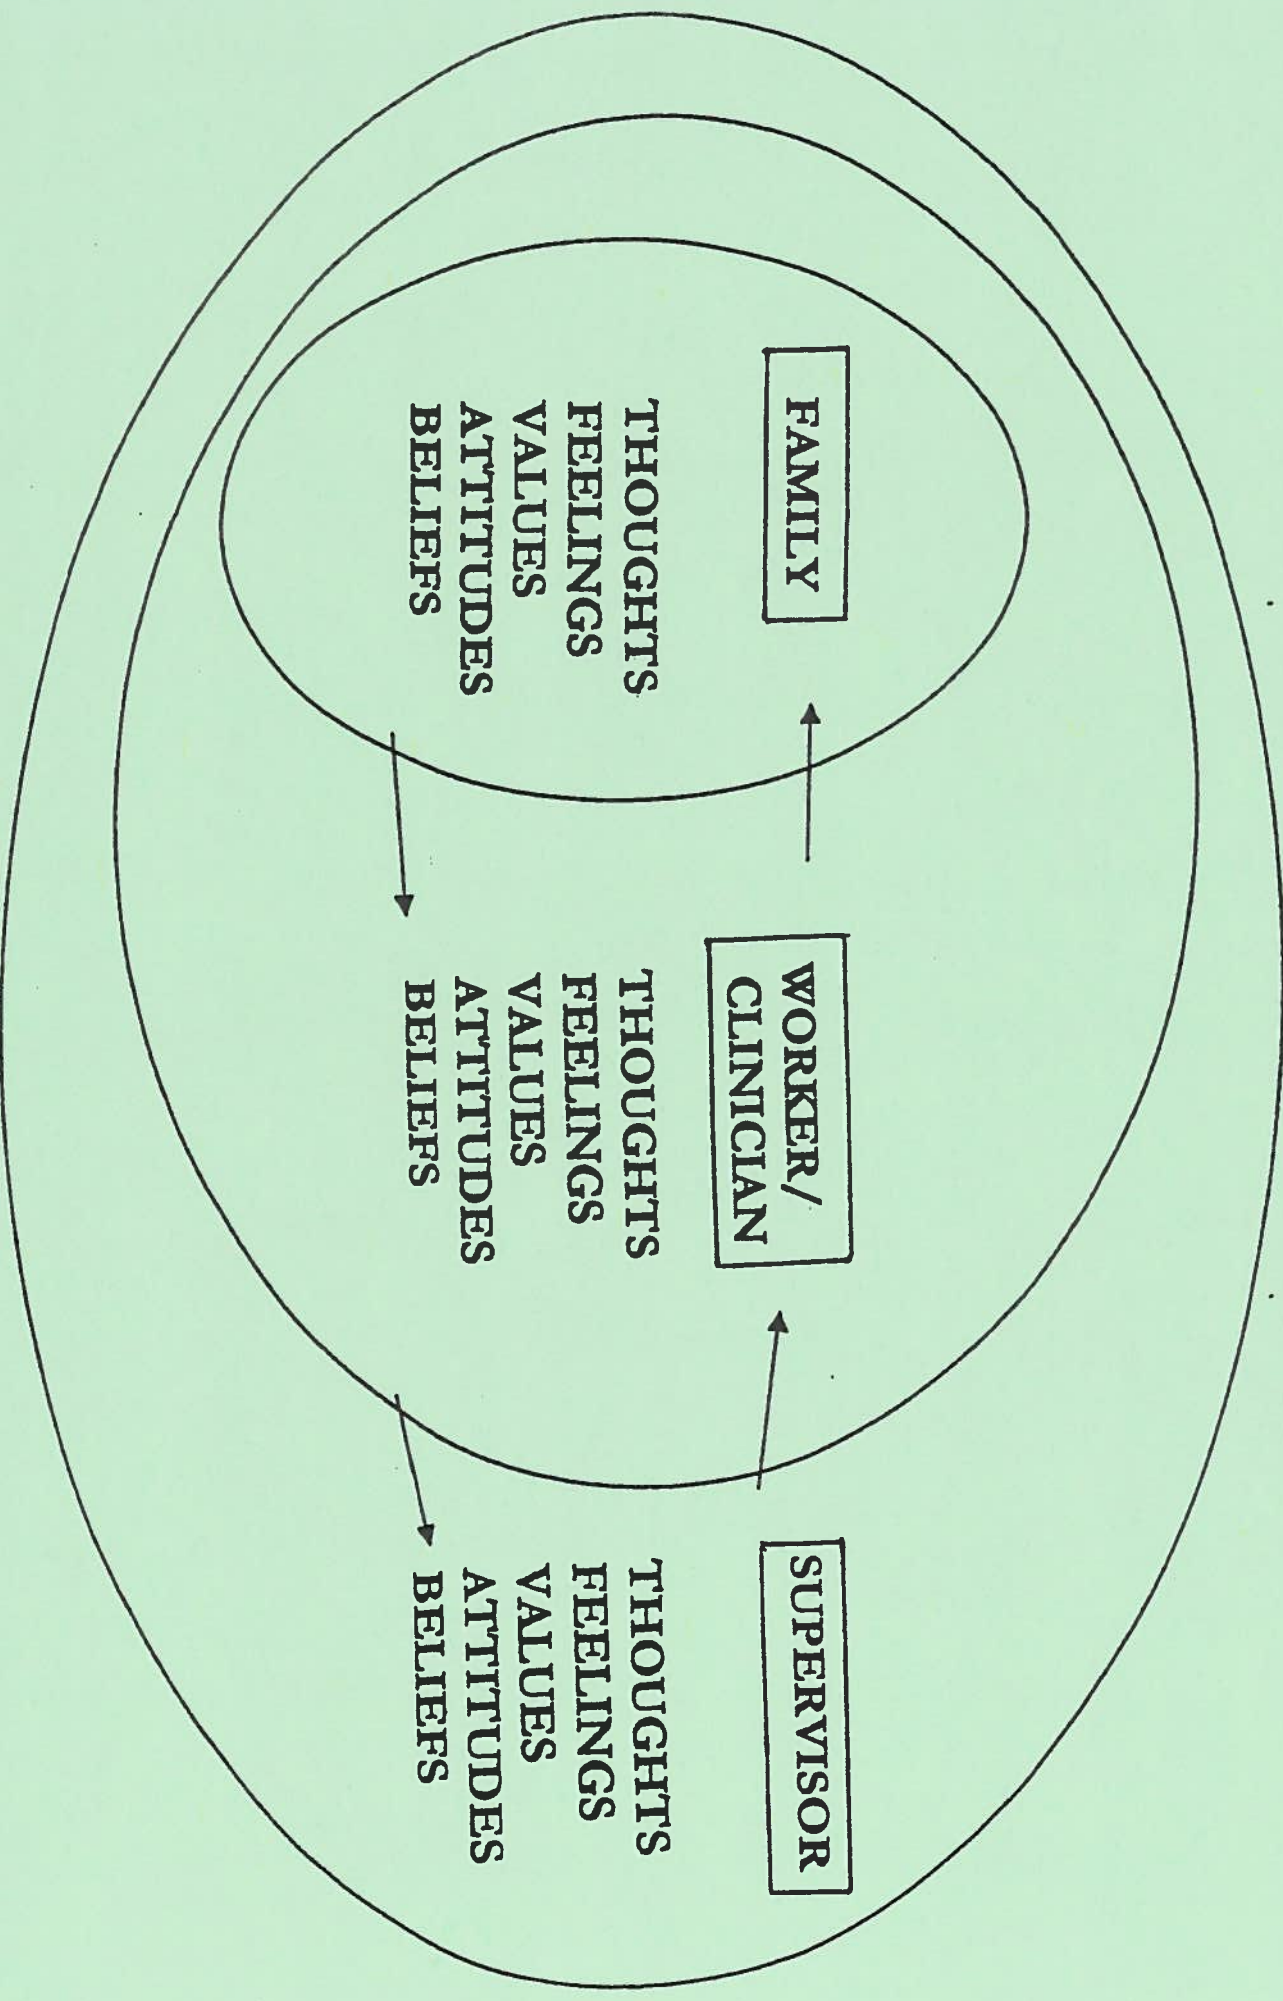 FAMILY
THOUGHTS
FEELINGS
VALUES
ATTITUDES
BELIEFS
WORKER/
CLINICIAN
THOUGHTS
FEELINGS
VALUES
ATTITUDES
BELIEFS
SUPERVISOR
THOUGHTS
FEELINGS
VALUES
ATTITUDES
BELIEFS